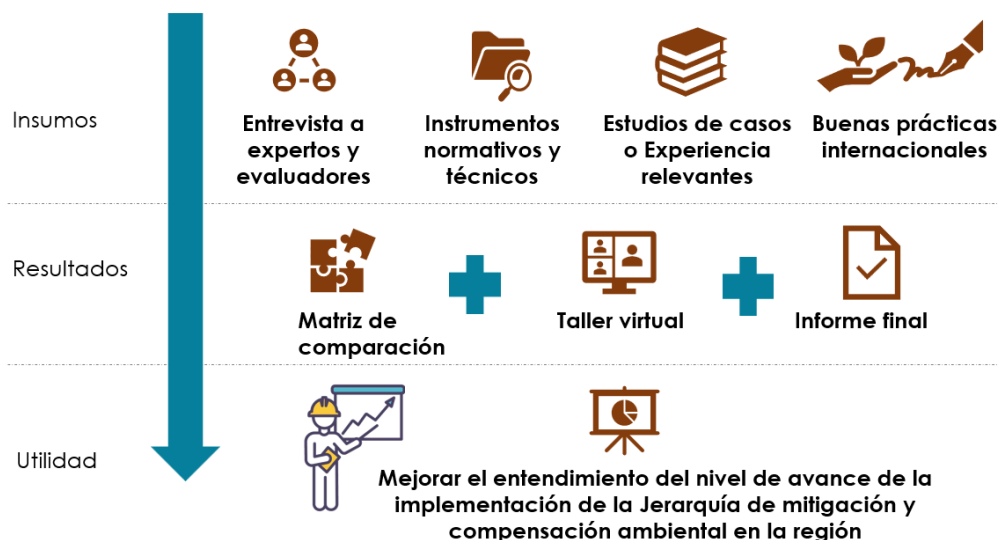 Insumos
Entrevista a
expertos y
evaluadores
Instrumentos
normativos y
técnicos
Estudios de casos
o Experiencia
relevantes
Buenas prácticas
internacionales
Resultados
Matriz de
comparación
Taller virtual
Informe final
Utilidad
Mejorar el entendimiento del nivel de avance de la
implementación de la Jerarquía de mitigación y
compensación ambiental en la región